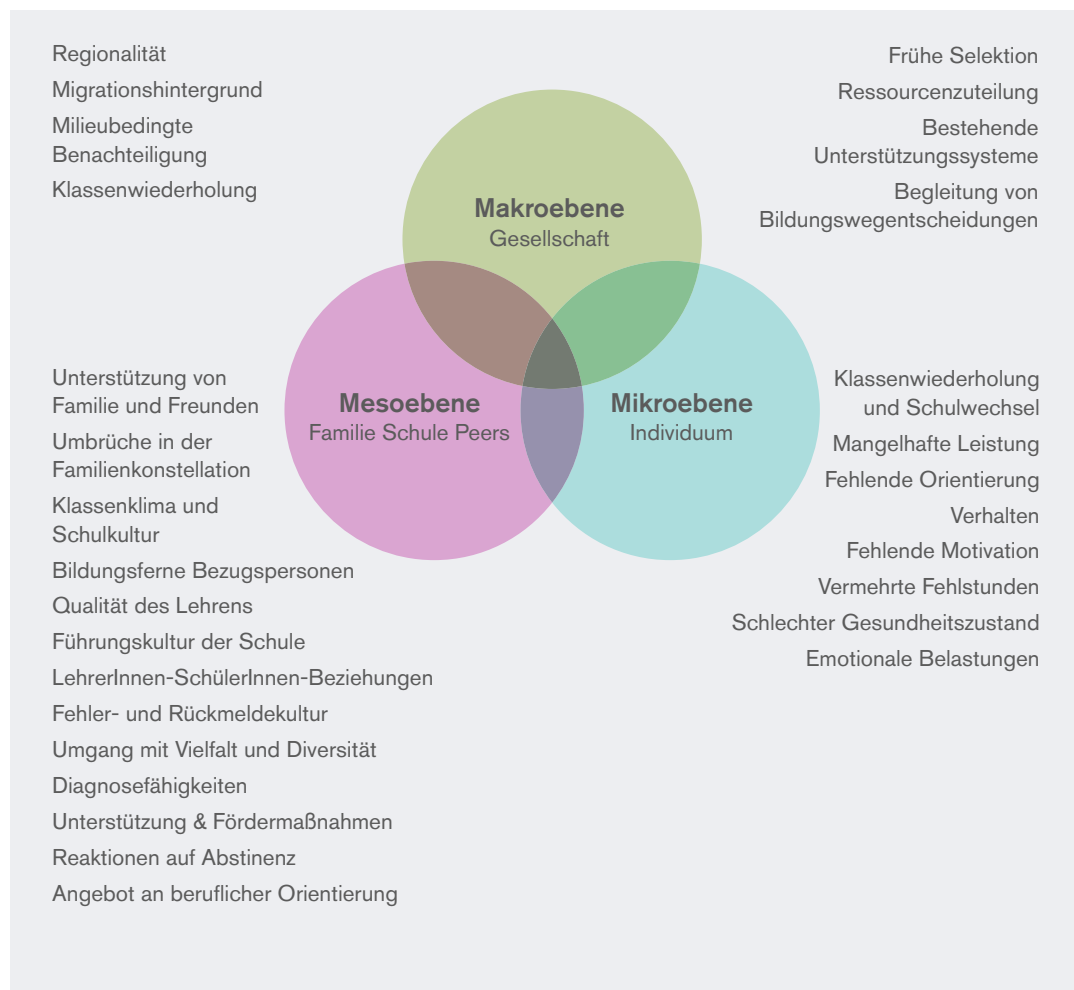 Regionalität
Migrationshintergrund
Milieubedingte
Benachteiligung
Klassenwiederholung
Frühe Selektion
Ressourcenzuteilung
Bestehende
Unterstützungssysteme
Begleitung von
Bildungswegentscheidungen
Makroebene
Gesellschaft
Mesoebene
Familie Schule Peers
Mikroebene
Individuum
Unterstützung von
Familie und Freunden
Umbrüche in der
Familienkonstellation
Klassenklima und
Schulkultur
Bildungsferne Bezugspersonen
Qualität des Lehrens
Führungskultur der Schule
LehrerInnen-SchülerInnen-Beziehungen
Fehler- und Rückmeldekultur
Umgang mit Vielfalt und Diversität
Diagnosefähigkeiten
Unterstützung & Fördermaßnahmen
Reaktionen auf Abstinenz
Angebot an beruflicher Orientierung
Klassenwiederholung
und Schulwechsel
Mangelhafte Leistung
Fehlende Orientierung
Verhalten
Fehlende Motivation
Vermehrte Fehlstunden
Schlechter Gesundheitszustand
Emotionale Belastungen